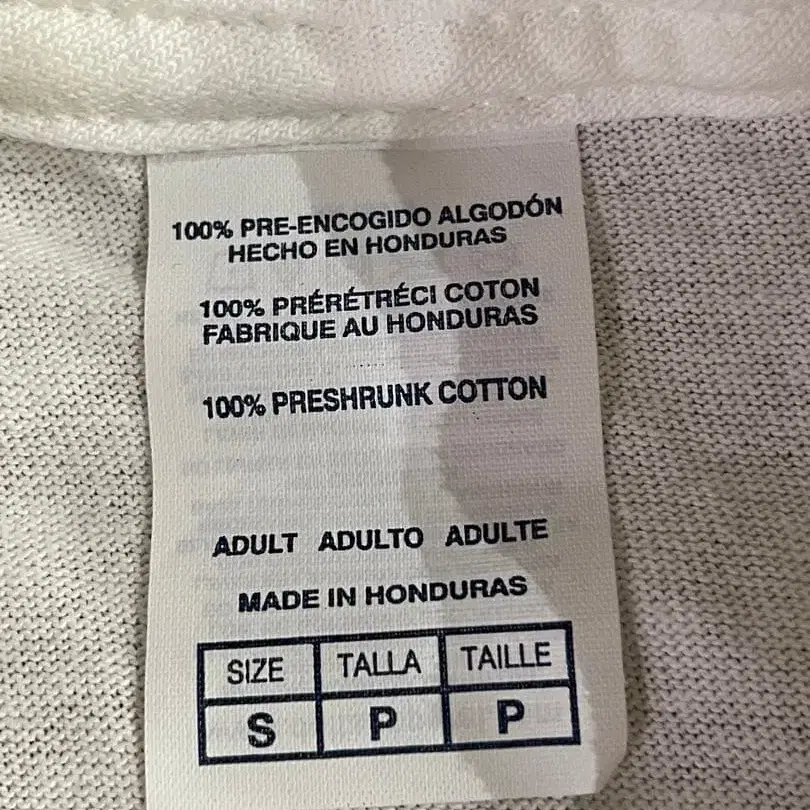 100% PRE-ENCOGIDO ALGODÓN
HECHO EN HONDURAS
100% PRÉRÉTRÉCI COTON
FABRIQUE AU HONDURAS
100% PRESHRUNK COTTON
ADULT ADULTO ADULTE
MADE IN HONDURAS
SIZE TALLA TAILLE
S P P